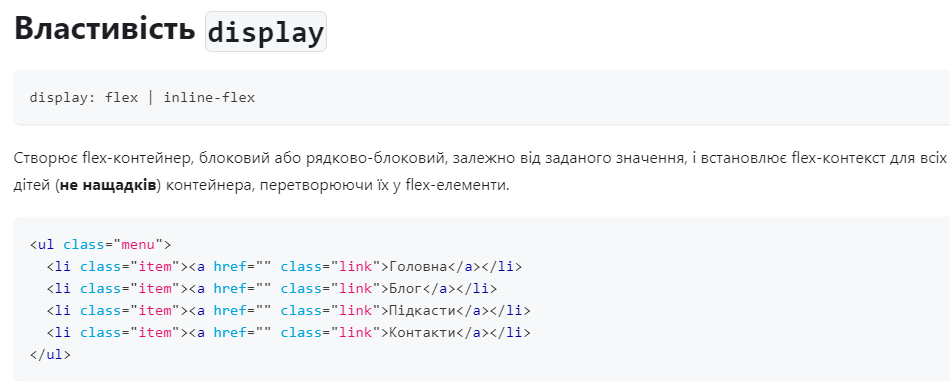 Властивість display
display: flex | inline-flex
Створює flex-контейнер, блоковий або рядково-блоковий, залежно від заданого значення, і встановлює flex-контекст для всіх
дітей (не нащадків) контейнера, перетворюючи їх у flex-елементи.
<ul class="menu">
  <li class="item"><a href="" class="link">Головна</a></li>
  <li class="item"><a href="" class="link">Блог</a></li>
  <li class="item"><a href="" class="link">Підкасти</a></li>
  <li class="item"><a href="" class="link">Контакти</a></li>
</ul>